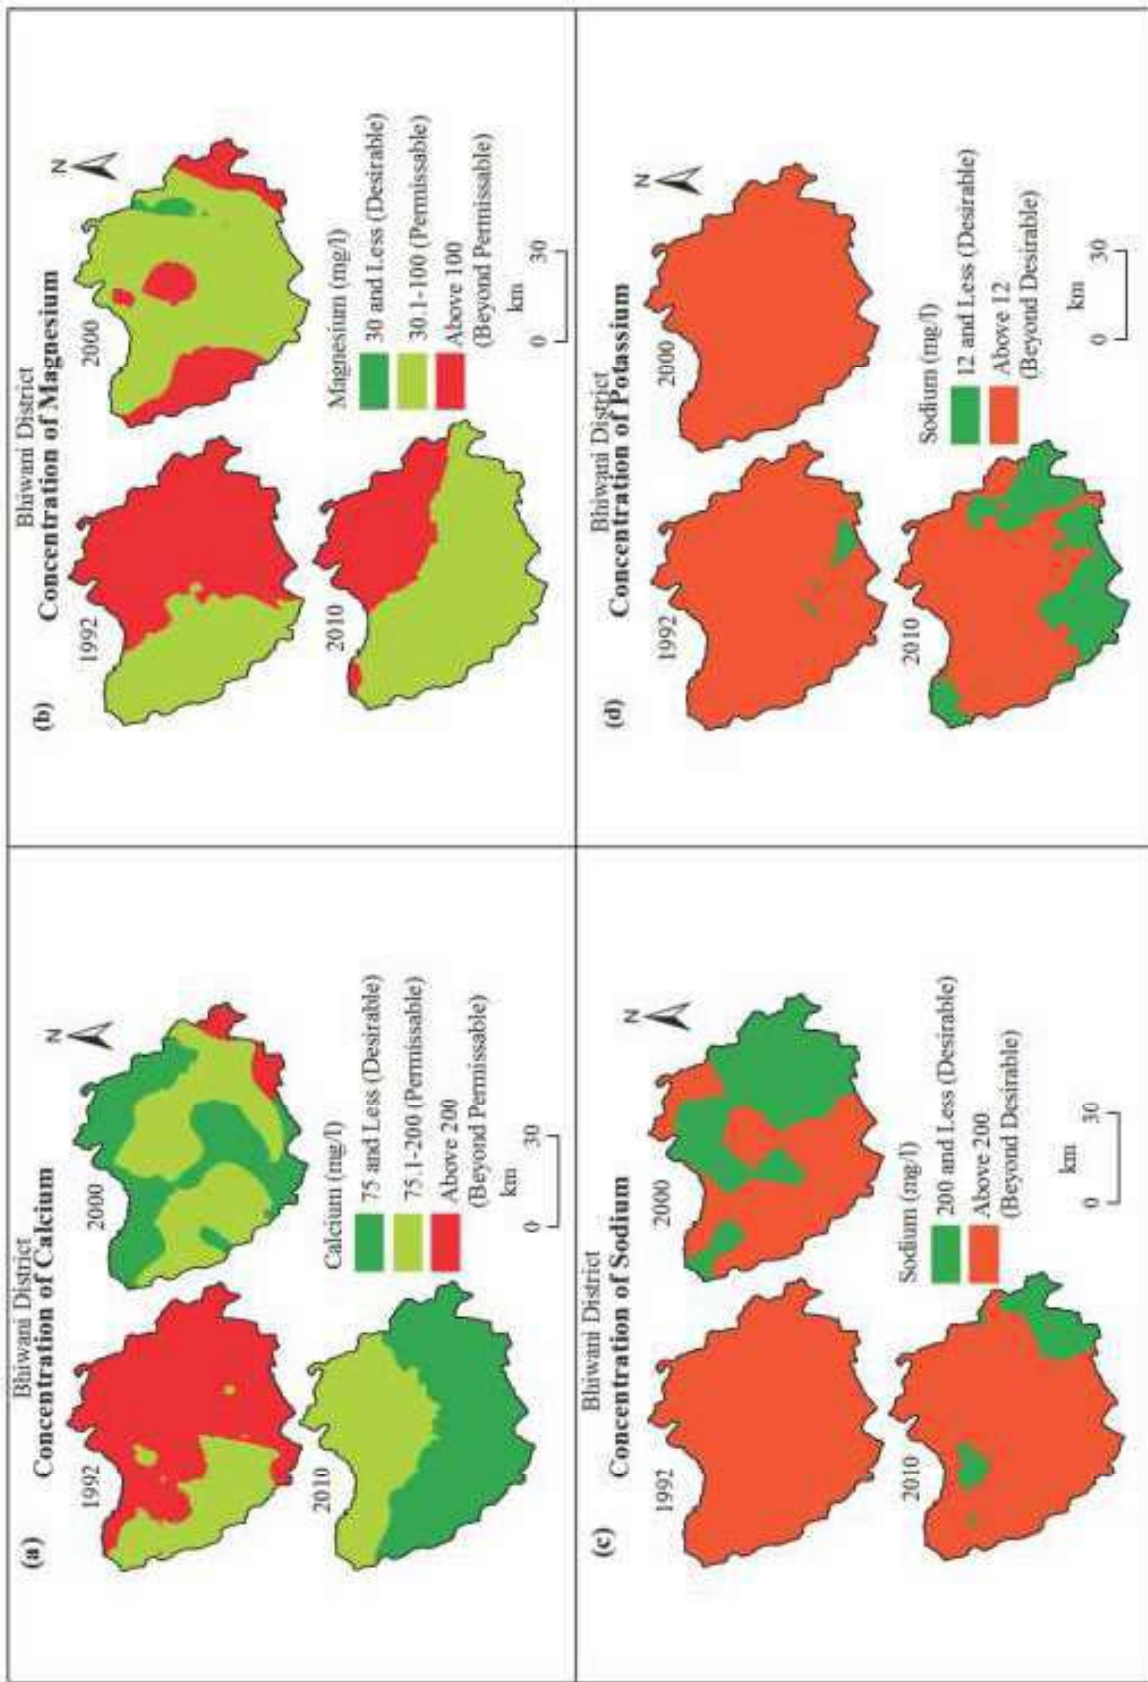 (a)
Bhiwani District
Concentration of Calcium
1992
2000
N
2010
Calcium (mg/l)
75 and Less (Desirable)
75.1-200 (Permissable)
Above 200
(Beyond Permissable)
km
0 30
(b)
Bhiwani District
Concentration of Magnesium
1992
2000
N
2010
Magnesium (mg/l)
30 and Less (Desirable)
30.1-100 (Permissable)
Above 100
(Beyond Permissable)
km
0 30
(c)
Bhiwani District
Concentration of Sodium
1992
2000
N
2010
Sodium (mg/l)
200 and Less (Desirable)
Above 200
(Beyond Desirable)
km
0 30
(d)
Bhiwani District
Concentration of Potassium
1992
2000
N
2010
Sodium (mg/l)
12 and Less (Desirable)
Above 12
(Beyond Desirable)
km
0 30